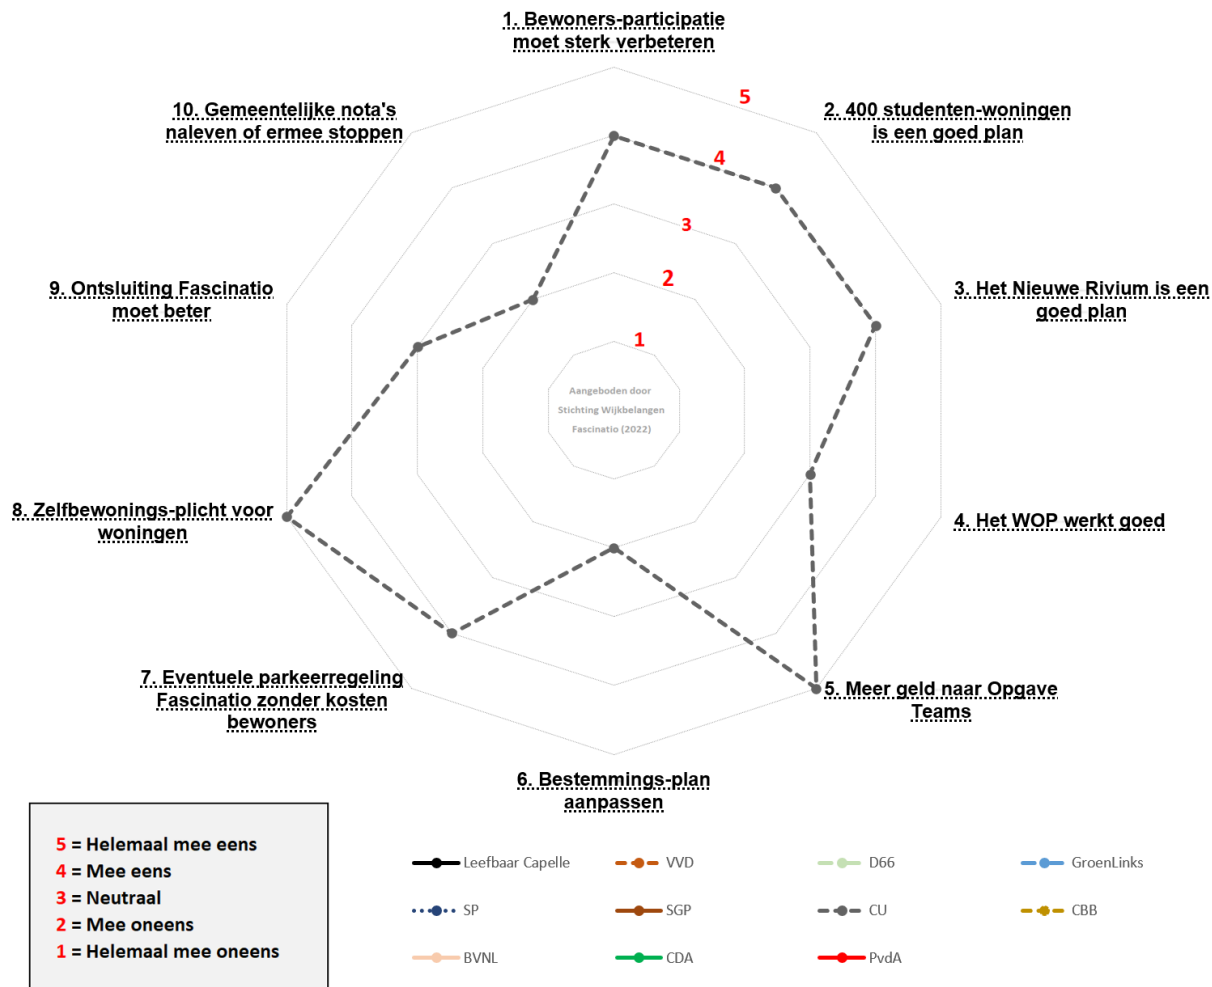 1. Bewoners-participatie
moet sterk verbeteren
10. Gemeentelijke nota's
naleven of ermee stoppen
5
2. 400 studenten-woningen
is een goed plan
4
3
9. Ontsluiting Fascinatio
moet beter
2
3. Het Nieuwe Rivium is een
goed plan
1
Aangeboden door
Stichting Wijkbelangen
Fascinatio (2022)
8. Zelfbewonings-plicht voor
woningen
4. Het WOP werkt goed
7. Eventuele parkeerregeling
Fascinatio zonder kosten
bewoners
5. Meer geld naar Opgave
Teams
6. Bestemmings-plan
aanpassen
5 = Helemaal mee eens
4 = Mee eens
3 = Neutraal
2 = Mee oneens
1 = Helemaal mee oneens
Leefbaar Capelle VVD D66 GroenLinks
SP SGP CU CBB
BVNL CDA PvdA